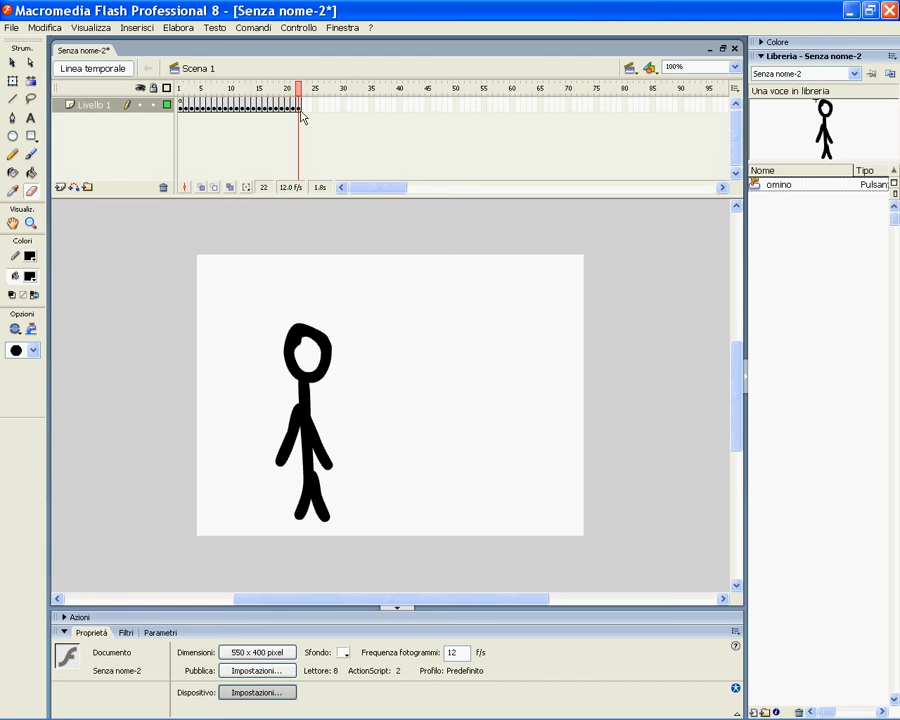 Macromedia Flash Professional 8 - [Senza nome-2*]
File Modifica Visualizza Inserisci Elabora Testo Comandi Controllo Finestra ?
Strum.
Senza nome-2*
Linea temporale Scena 1 100%
1 5 10 15 20 25 30 35 40 45 50 55 60 65 70 75 80 85 90 95
Livello 1
22 12.0 f/s 1.8s
Visualiz.
Colori
Opzioni
Colore
Libreria - Senza nome-2
Senza nome-2
Una voce in libreria
Nome Tipo
omino Pulsan
Azioni
Proprietà Filtri Parametri
Documento Dimensioni: 550 x 400 pixel Sfondo: Frequenza fotogrammi: 12 f/s
Senza nome-2 Pubblica: Impostazioni... Lettore: 8 ActionScript: 2 Profilo: Predefinito
Dispositivo: Impostazioni...